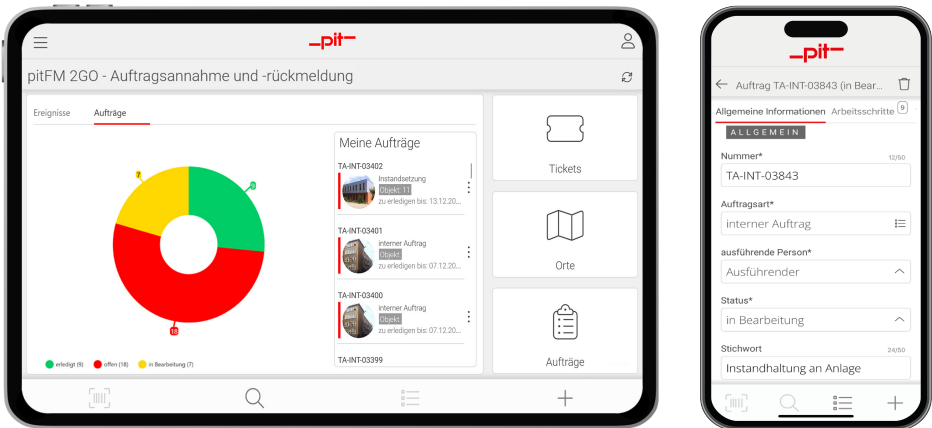 _pit‾
pitFM 2GO - Auftragsannahme und -rückmeldung
Ereignisse Aufträge
7
9
18
erledigt (9) offen (18) in Bearbeitung (7)
Meine Aufträge
TA-INT-03402
Instandsetzung
Objekt: 11
zu erledigen bis: 13.12.20...
TA-INT-03401
interner Auftrag
Objekt:
zu erledigen bis: 07.12.20...
TA-INT-03400
interner Auftrag
Objekt:
zu erledigen bis: 07.12.20...
TA-INT-03399
Tickets
Orte
Aufträge
_pit‾
Auftrag TA-INT-03843 (in Bear...
Allgemeine Informationen Arbeitsschritte 9
ALLGEMEIN
Nummer* 12/50
TA-INT-03843
Auftragsart*
interner Auftrag
ausführende Person*
Ausführender
Status*
in Bearbeitung
Stichwort 24/50
Instandhaltung an Anlage